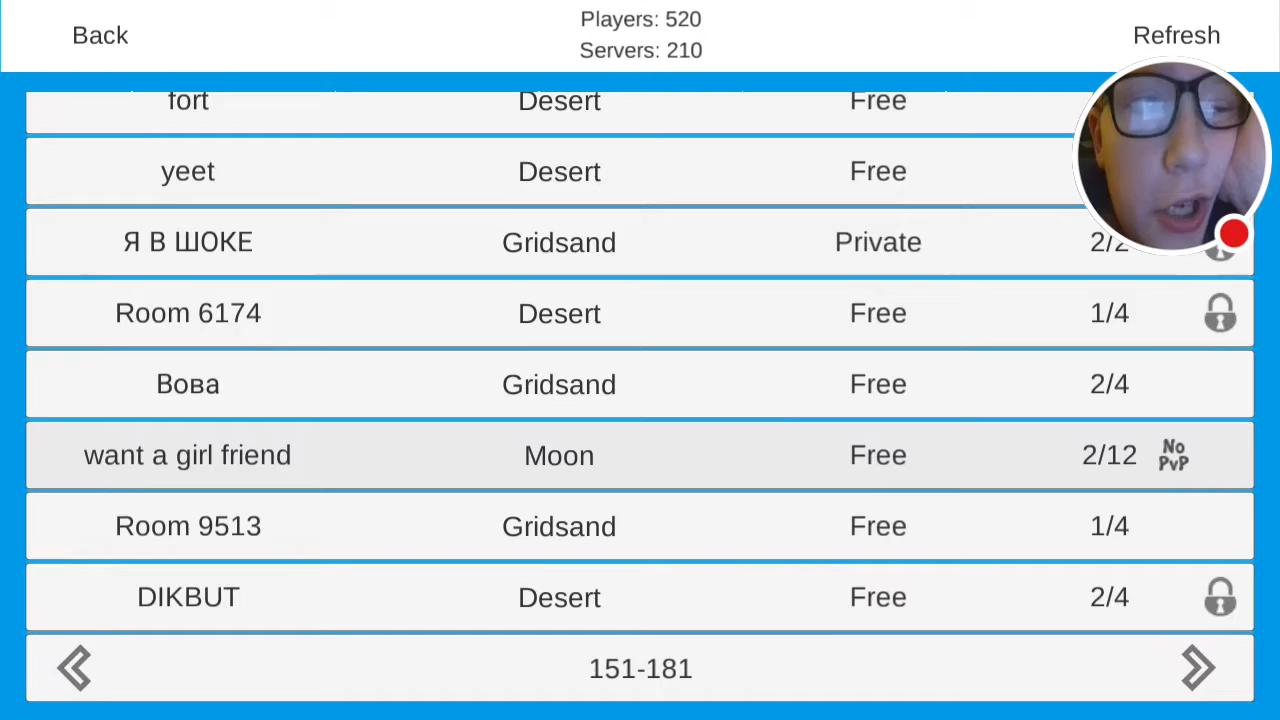 Back
Players: 520
Servers: 210
Refresh
fort Desert Free
yeet Desert Free
Я В ШОКЕ Gridsand Private 2/2
Room 6174 Desert Free 1/4
Вова Gridsand Free 2/4
want a girl friend Moon Free 2/12 No PvP
Room 9513 Gridsand Free 1/4
DIKBUT Desert Free 2/4
151-181